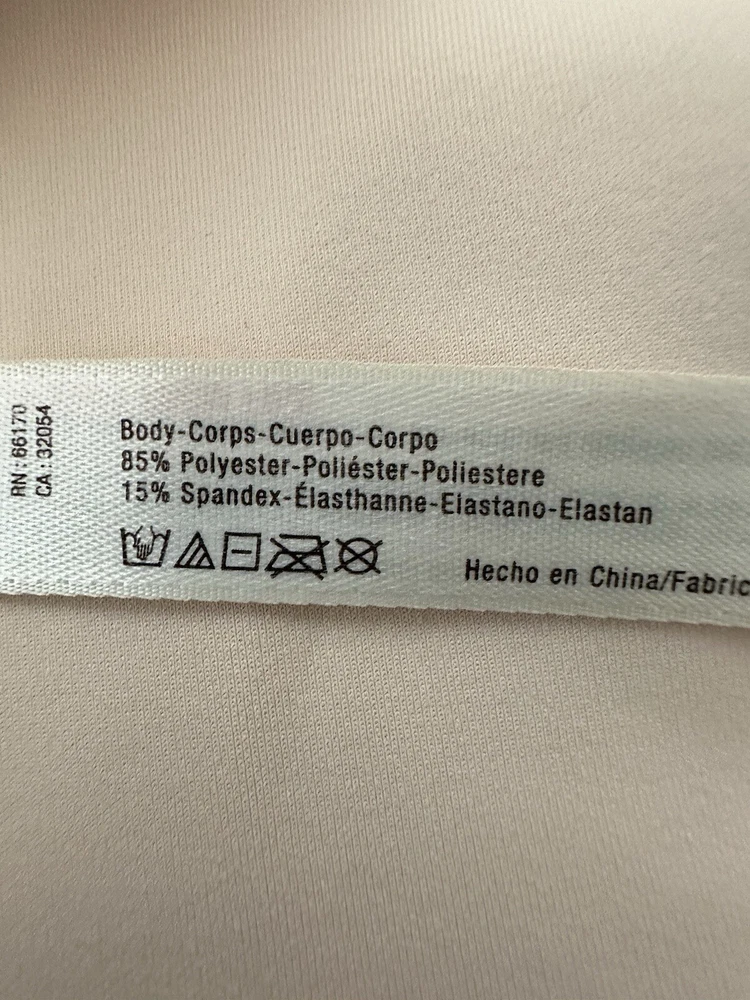 RN : 66170
CA : 32054
Body-Corps-Cuerpo-Corpo
85% Polyester-Poliéster-Poliestere
15% Spandex-Élasthanne-Elastano-Elastan
Hecho en China/Fabric